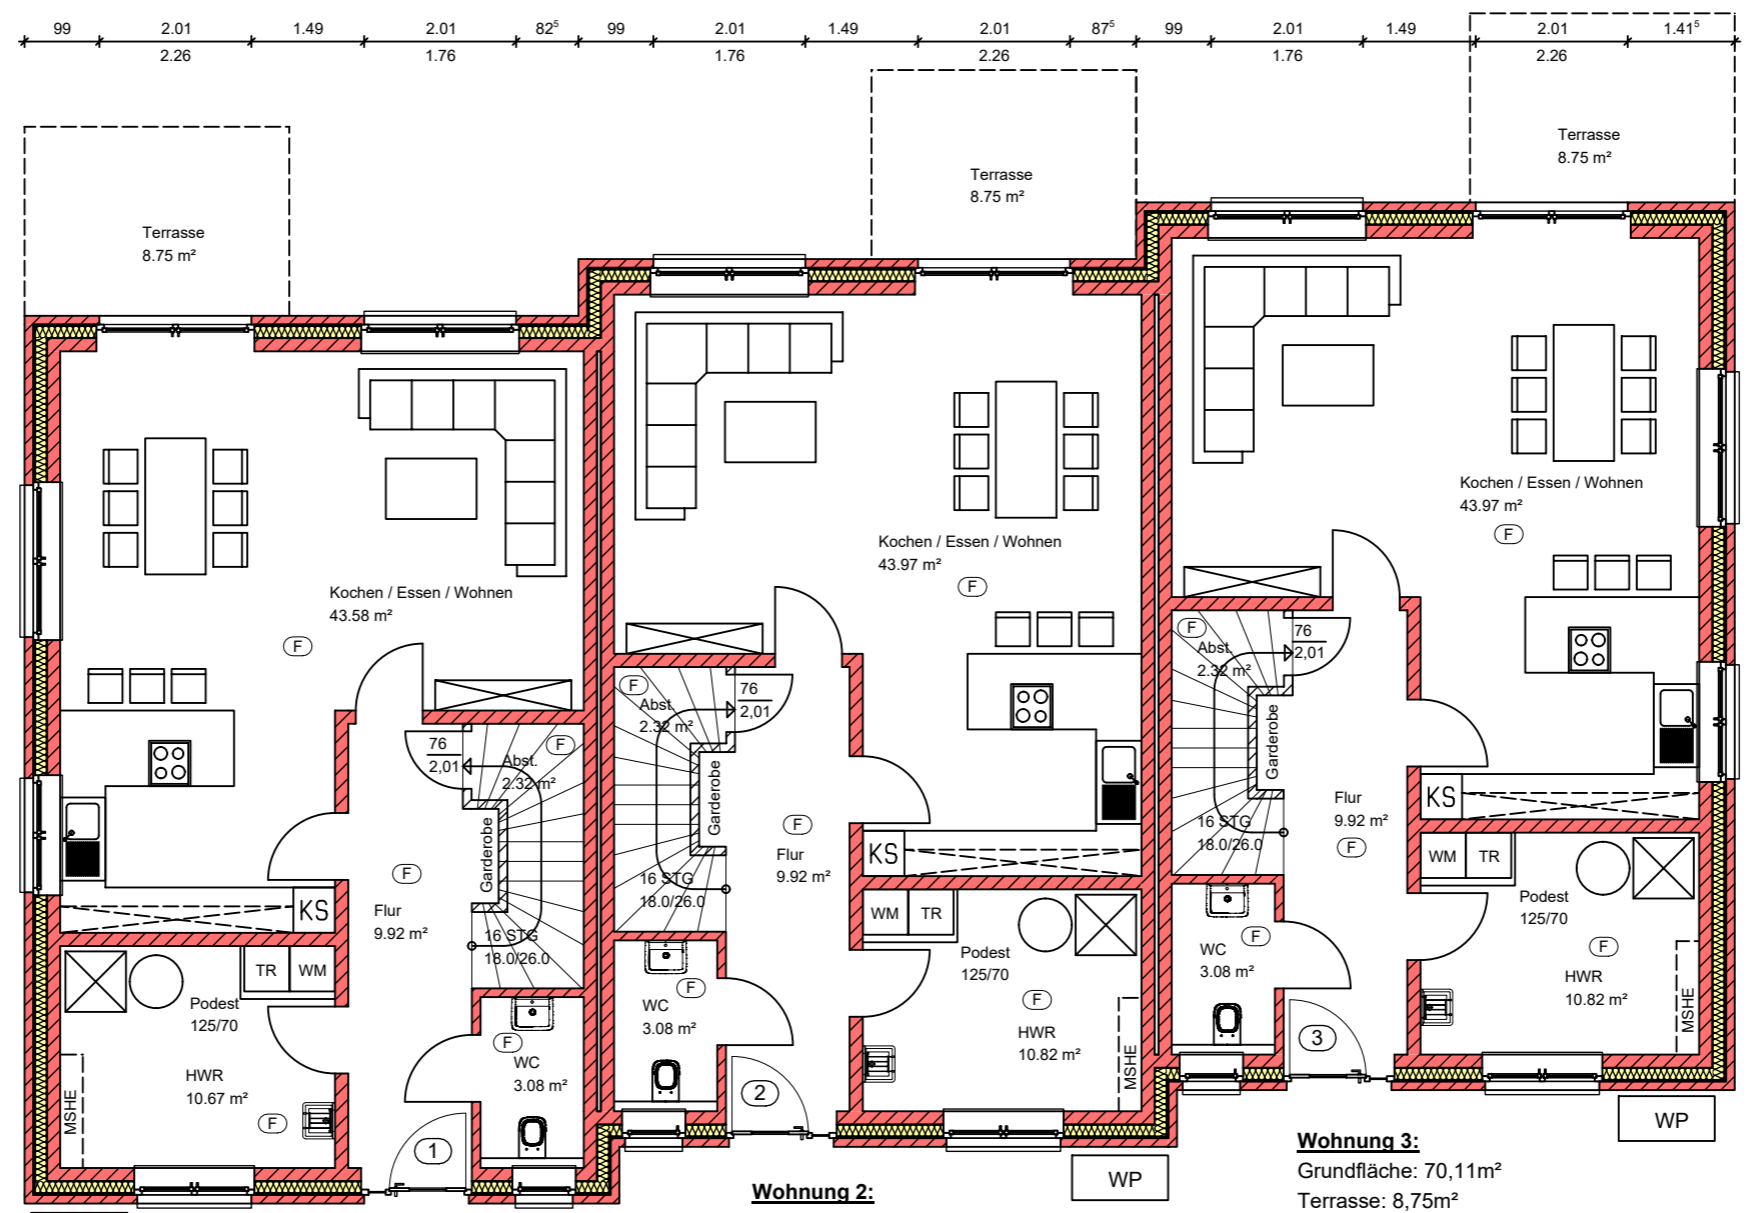 99 2.01 1.49 2.01 82⁵ 99 2.01 1.49 2.01 87⁵ 99 2.01 1.49 2.01 1.41⁵
2.26 1.76 1.76 2.26 1.76 2.26
Terrasse
8.75 m²
Terrasse
8.75 m²
Terrasse
8.75 m²
Kochen / Essen / Wohnen
43.58 m²
F
76
2,01
Abst.
2.32 m²
F
Garderobe
16 STG
18.0/26.0
F
Flur
9.92 m²
KS
TR WM
Podest
125/70
HWR
10.67 m²
F
MSHE
F
WC
3.08 m²
1
Kochen / Essen / Wohnen
43.97 m²
F
F
Abst.
2.32 m²
76
2,01
Garderobe
16 STG
18.0/26.0
F
Flur
9.92 m²
KS
WM TR
Podest
125/70
F
HWR
10.82 m²
MSHE
WC
3.08 m²
F
2
WP
Wohnung 2:
Kochen / Essen / Wohnen
43.97 m²
F
F
Abst.
2.32 m²
76
2,01
Garderobe
16 STG
18.0/26.0
Flur
9.92 m²
F
KS
WM TR
Podest
125/70
F
HWR
10.82 m²
MSHE
WC
3.08 m²
F
3
WP
Wohnung 3:
Grundfläche: 70,11m²
Terrasse: 8,75m²